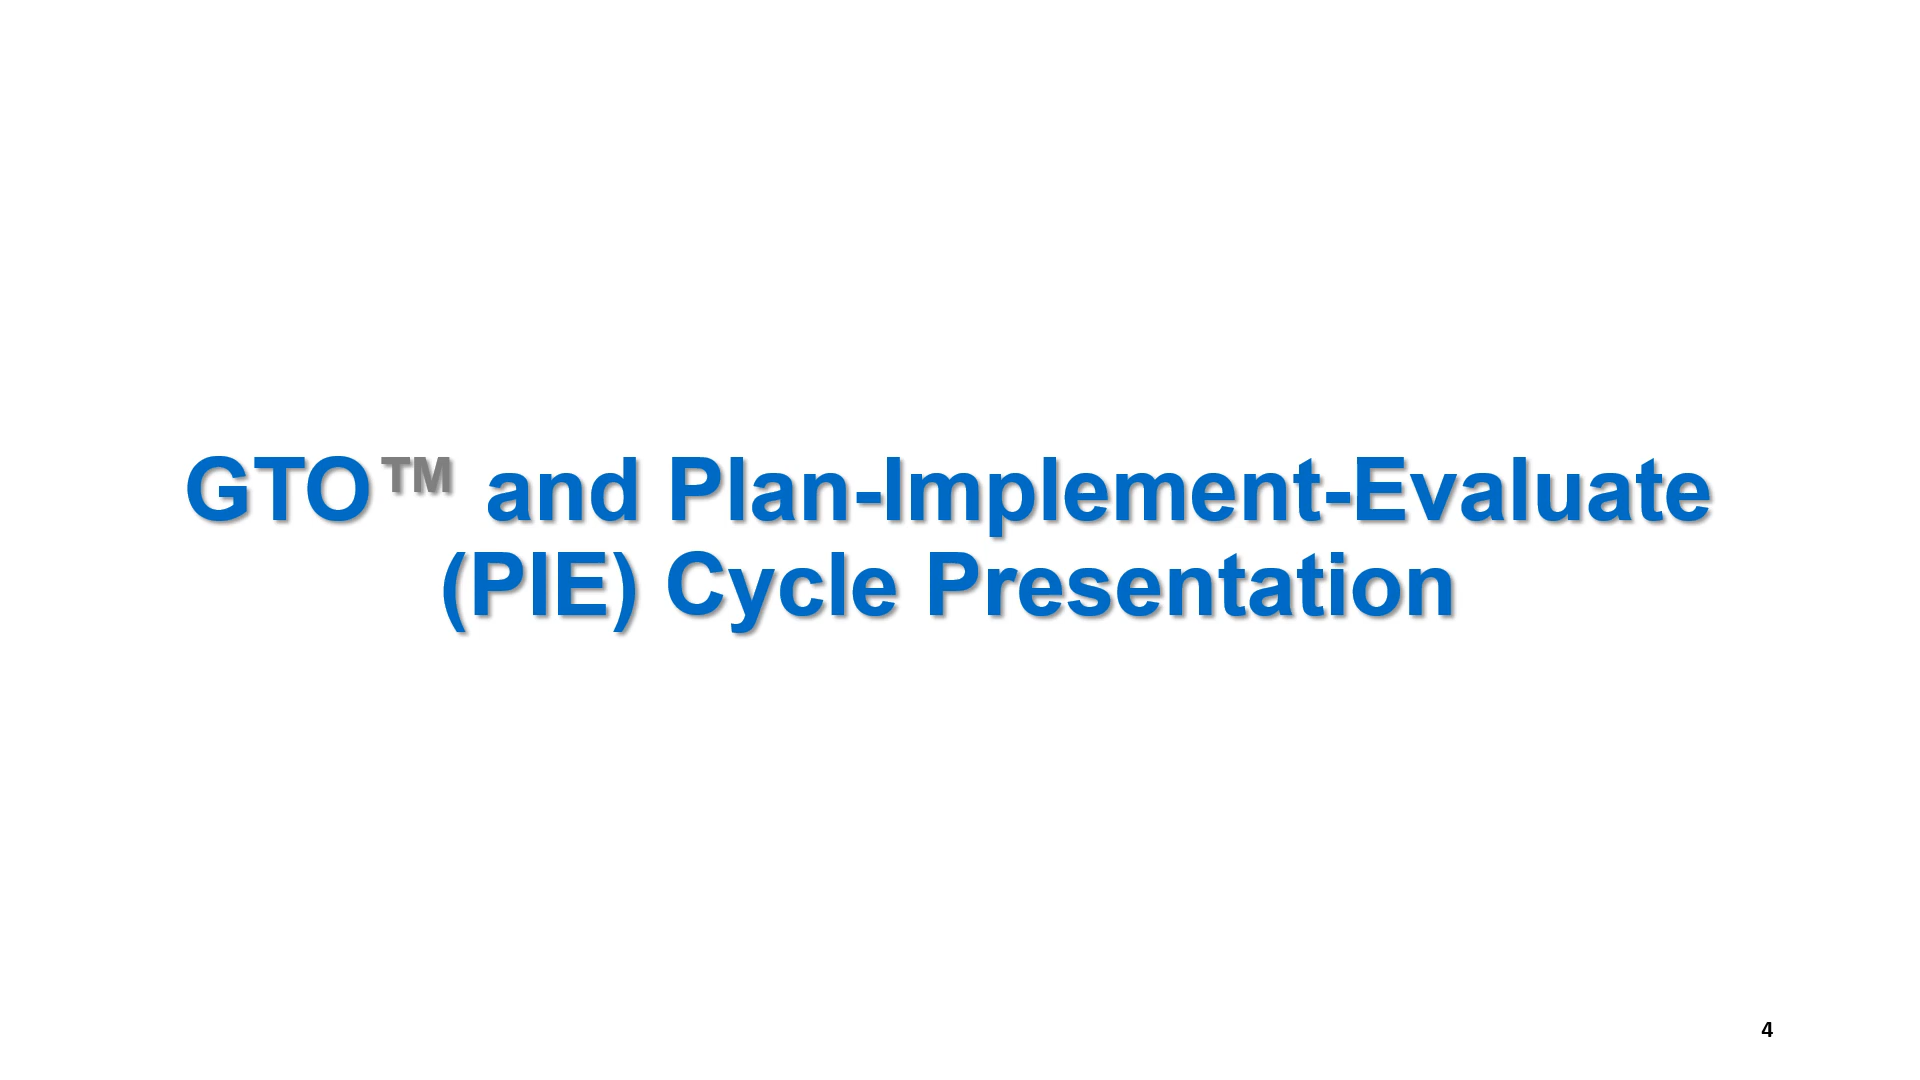 GTO™ and Plan-Implement-Evaluate
(PIE) Cycle Presentation
4